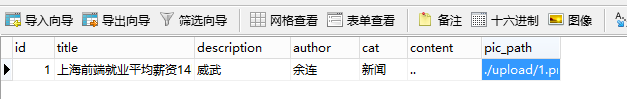 导入向导 导出向导 筛选向导 网格查看 表单查看 备注 十六进制 图像
id title description author cat content pic_path
1 上海前端就业平均薪资14 威武 余连 新闻 .. ./upload/1.p